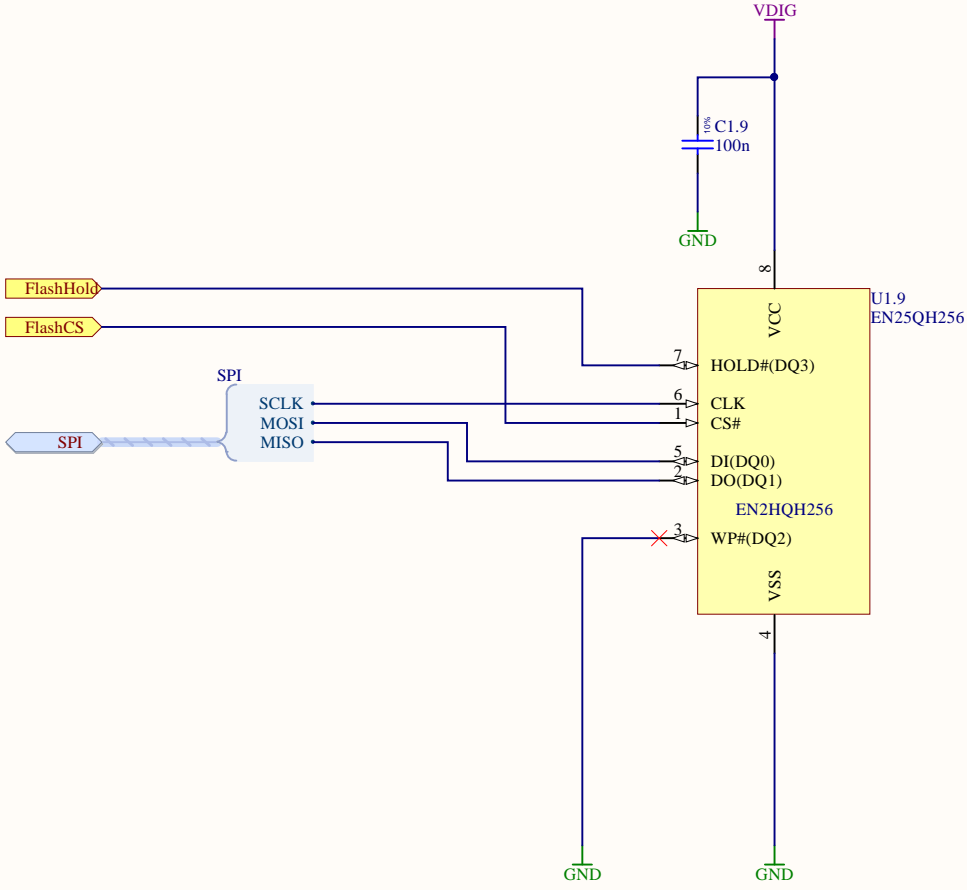 VDIG
10%
C1.9
100n
GND
8
FlashHold
FlashCS
U1.9
EN25QH256
VCC
7
HOLD#(DQ3)
SPI
SCLK
6
CLK
MOSI
1
CS#
SPI
MISO
5
DI(DQ0)
2
DO(DQ1)
EN2HQH256
3
WP#(DQ2)
VSS
4
GND
GND